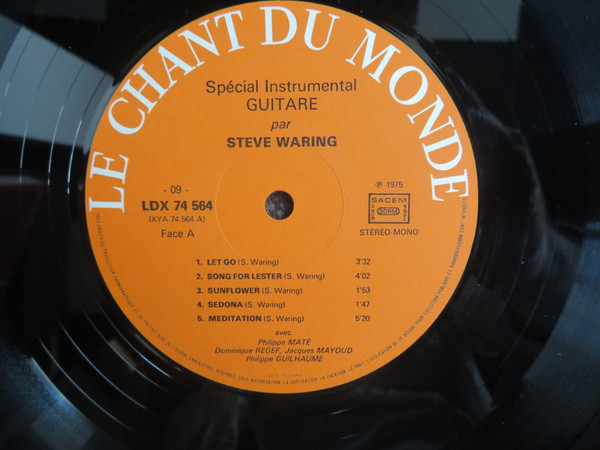 LE CHANT DU MONDE
Spécial Instrumental
GUITARE
par
STEVE WARING
- 09 -
LDX 74 564
(XYA 74 564 A)
Face A
℗ 1975
SACEM
SDRM
STÉREO-MONO
1. LET GO (S. Waring) 3'32
2. SONG FOR LESTER (S. Waring) 4'02
3. SUNFLOWER (S. Waring) 1'53
4. SEDONA (S. Waring) 1'47
5. MEDITATION (S. Waring) 5'20
avec
Philippe MATÉ
Dominique REGEF, Jacques MAYOUD
Philippe GUILHAUME